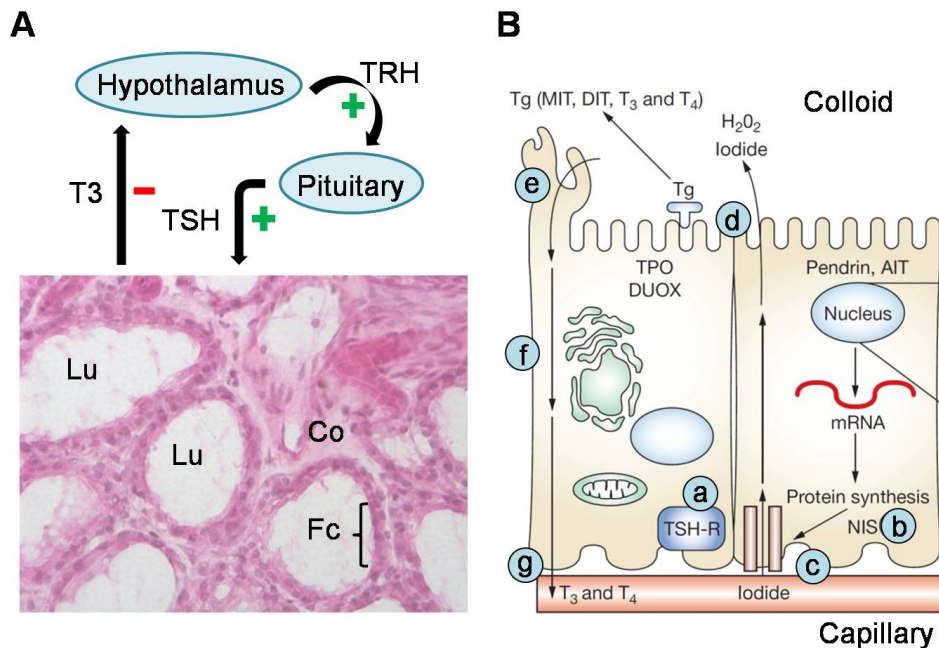 A
Hypothalamus
TRH
+
Pituitary
T3
-
TSH
+
Lu
Lu
Co
Fc
B
Tg (MIT, DIT, T₃ and T₄)
Colloid
H₂0₂
Iodide
e
Tg
d
TPO
DUOX
Pendrin, AIT
Nucleus
f
mRNA
a
TSH-R
Protein synthesis
NIS
b
g
c
T₃ and T₄
Iodide
Capillary